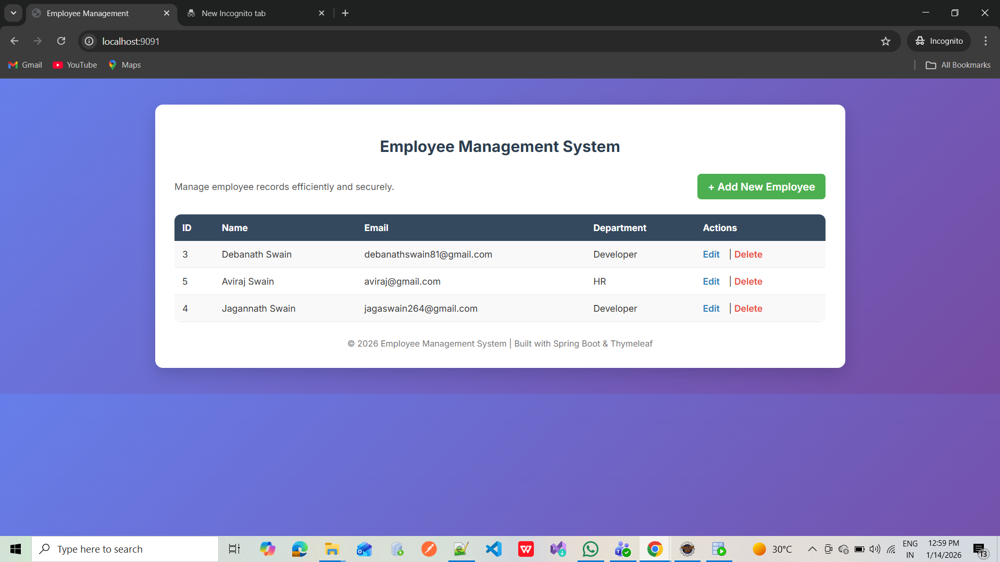 Employee Management
New Incognito tab
localhost:9091
Incognito
Gmail
YouTube
Maps
All Bookmarks
Employee Management System
Manage employee records efficiently and securely.
+ Add New Employee
ID Name Email Department Actions
3 Debanath Swain debanathswain81@gmail.com Developer Edit | Delete
5 Aviraj Swain aviraj@gmail.com HR Edit | Delete
4 Jagannath Swain jagaswain264@gmail.com Developer Edit | Delete
© 2026 Employee Management System | Built with Spring Boot & Thymeleaf
Type here to search
30°C
ENG
IN
12:59 PM
1/14/2026
13